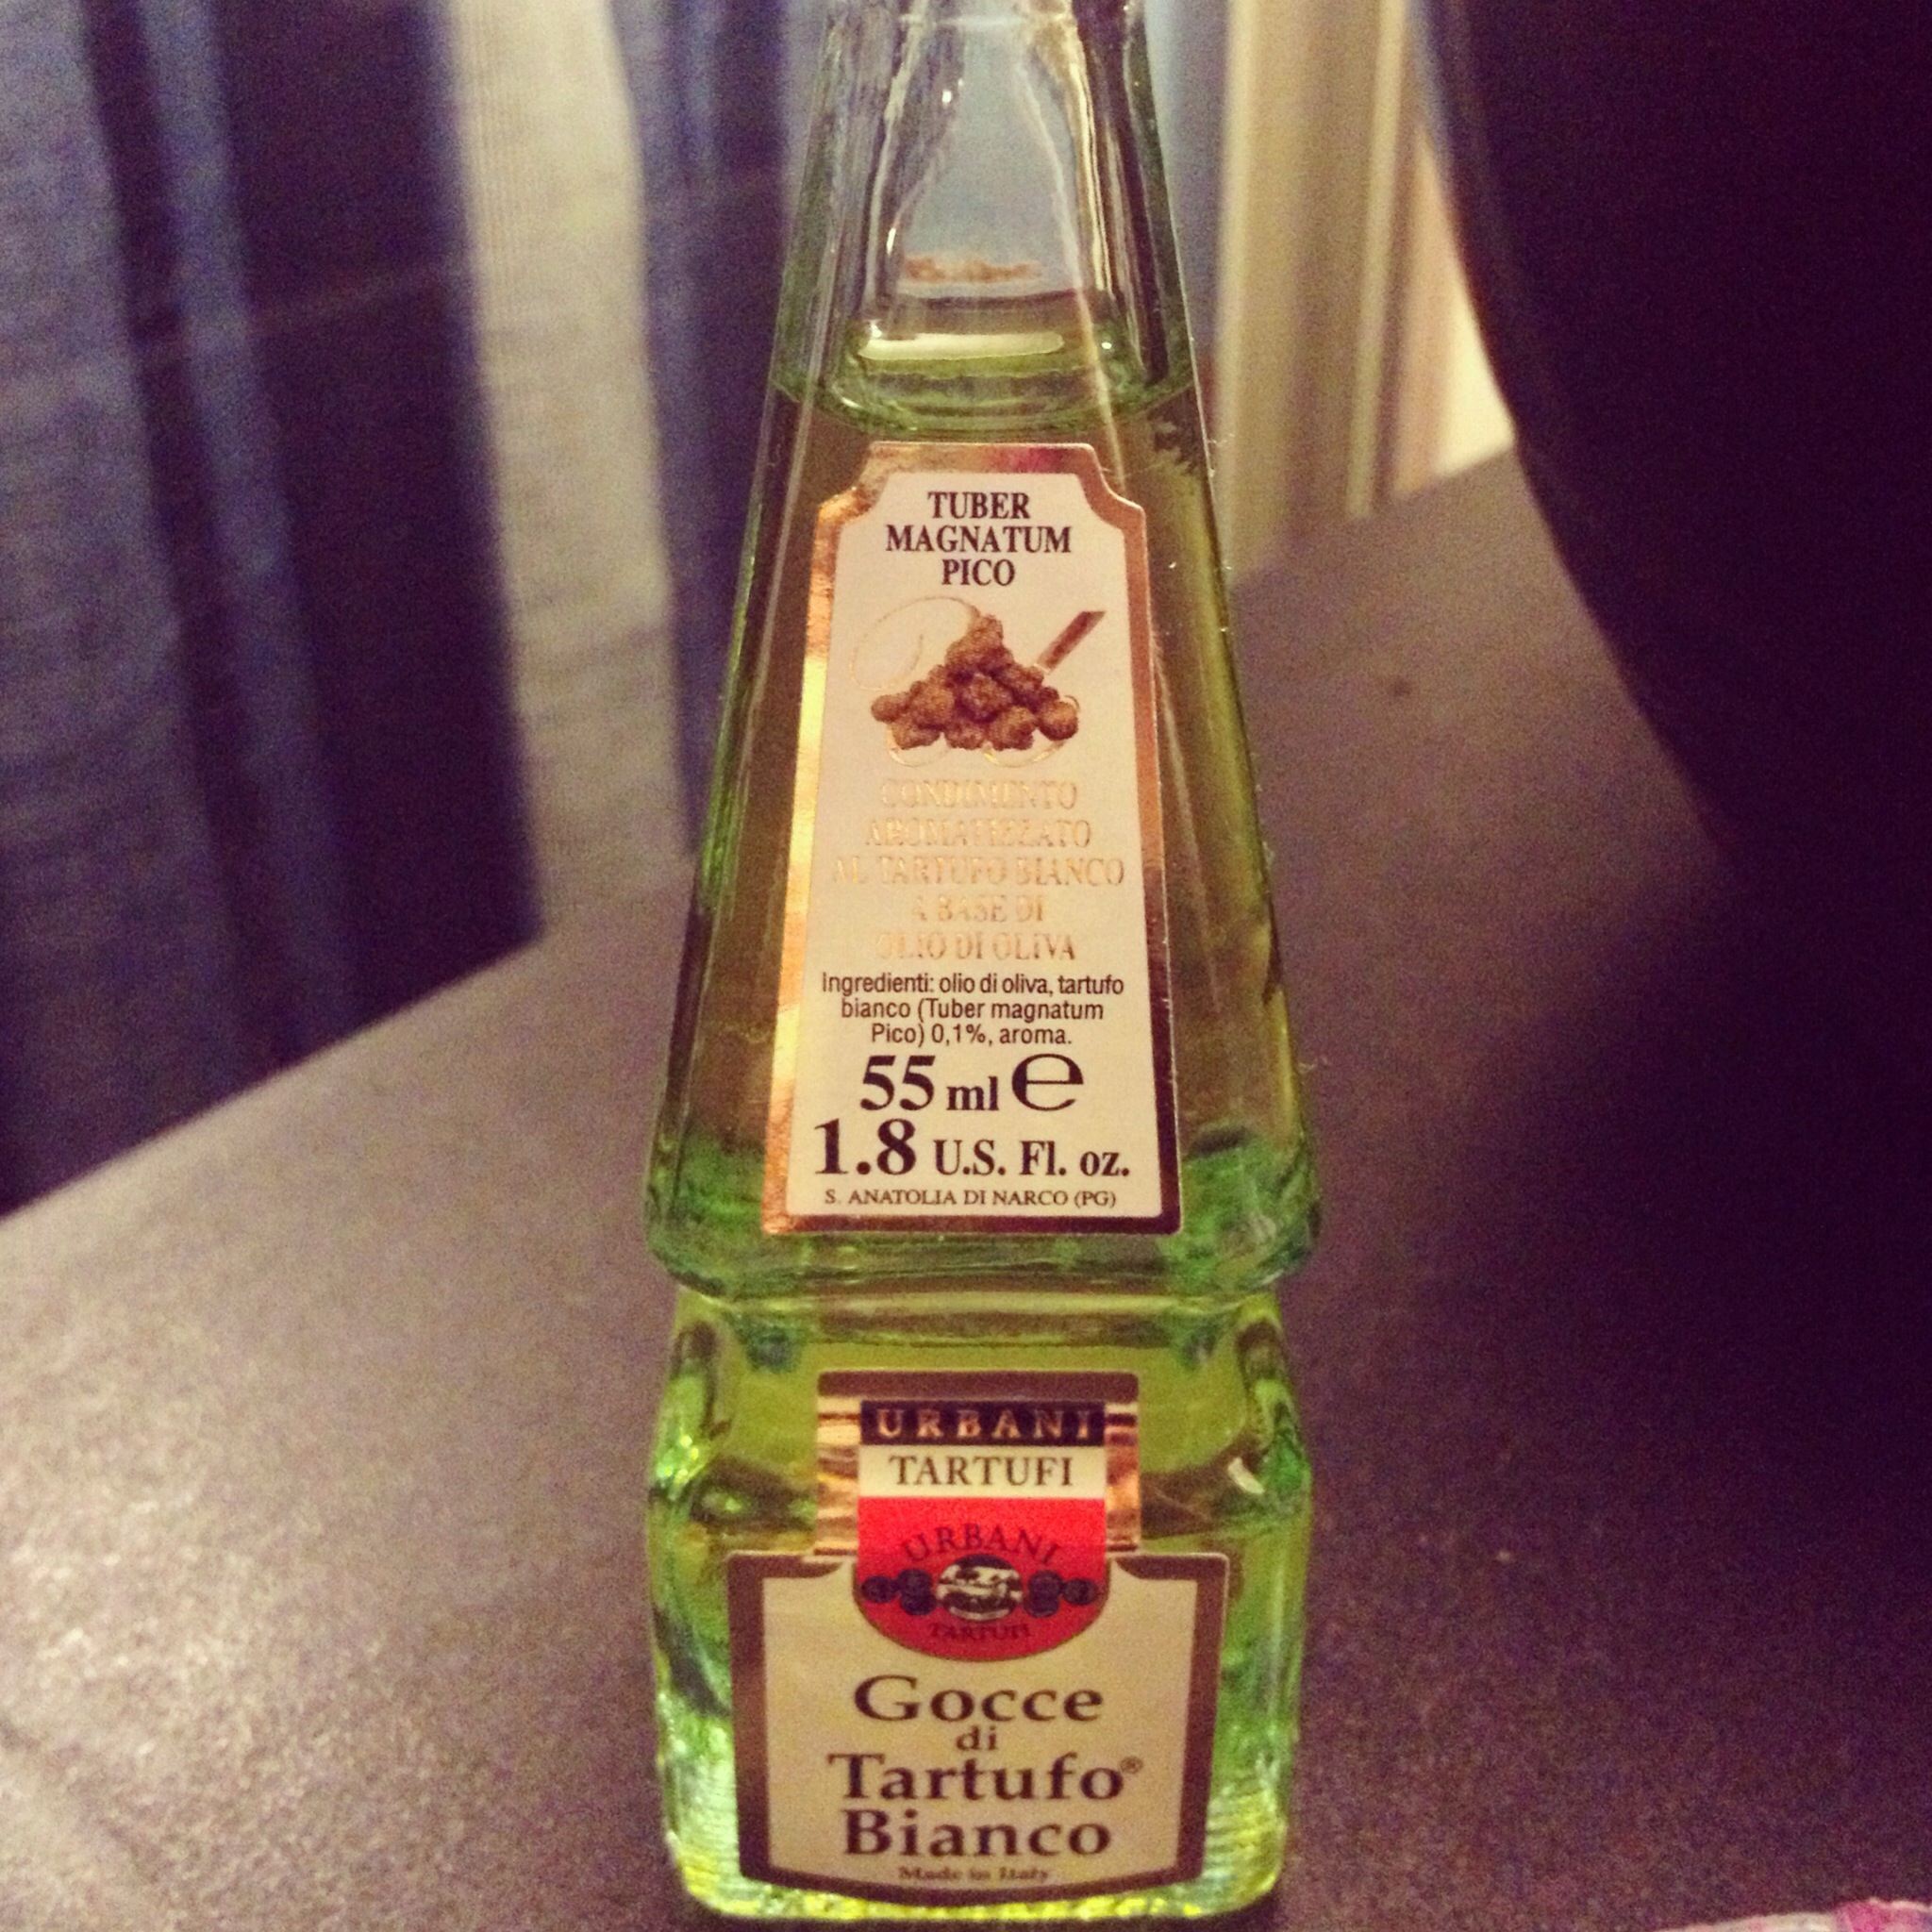 TUBER
MAGNATUM
PICO
CONDIMENTO
AROMATIZZATO
AL TARTUFO BIANCO
A BASE DI
OLIO DI OLIVA
Ingredienti: olio di oliva, tartufo
bianco (Tuber magnatum
Pico) 0,1%, aroma.
55 ml ℮
1.8 U.S. Fl. oz.
S. ANATOLIA DI NARCO (PG)
URBANI
TARTUFI
URBANI
TARTUFI
Gocce
di
Tartufo®
Bianco
Made in Italy